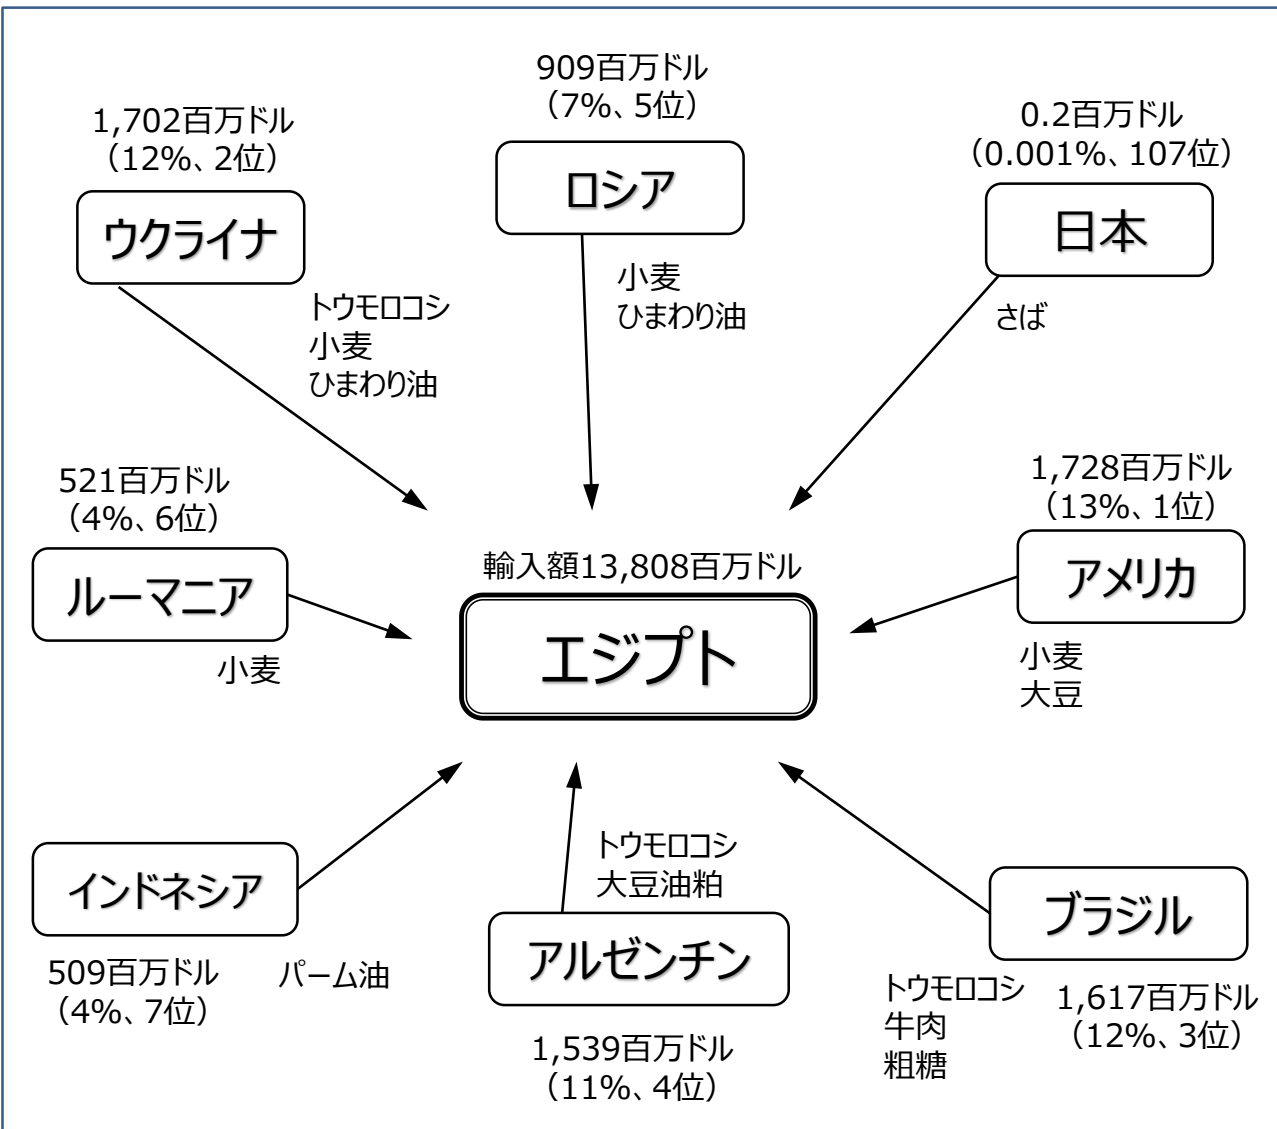 1,702百万ドル
（12%、2位）
ウクライナ
トウモロコシ
小麦
ひまわり油
909百万ドル
（7%、5位）
ロシア
小麦
ひまわり油
0.2百万ドル
（0.001%、107位）
日本
さば
521百万ドル
（4%、6位）
ルーマニア
小麦
輸入額13,808百万ドル
エジプト
1,728百万ドル
（13%、1位）
アメリカ
小麦
大豆
インドネシア
509百万ドル
（4%、7位）
パーム油
トウモロコシ
大豆油粕
アルゼンチン
1,539百万ドル
（11%、4位）
ブラジル
トウモロコシ
牛肉
粗糖
1,617百万ドル
（12%、3位）